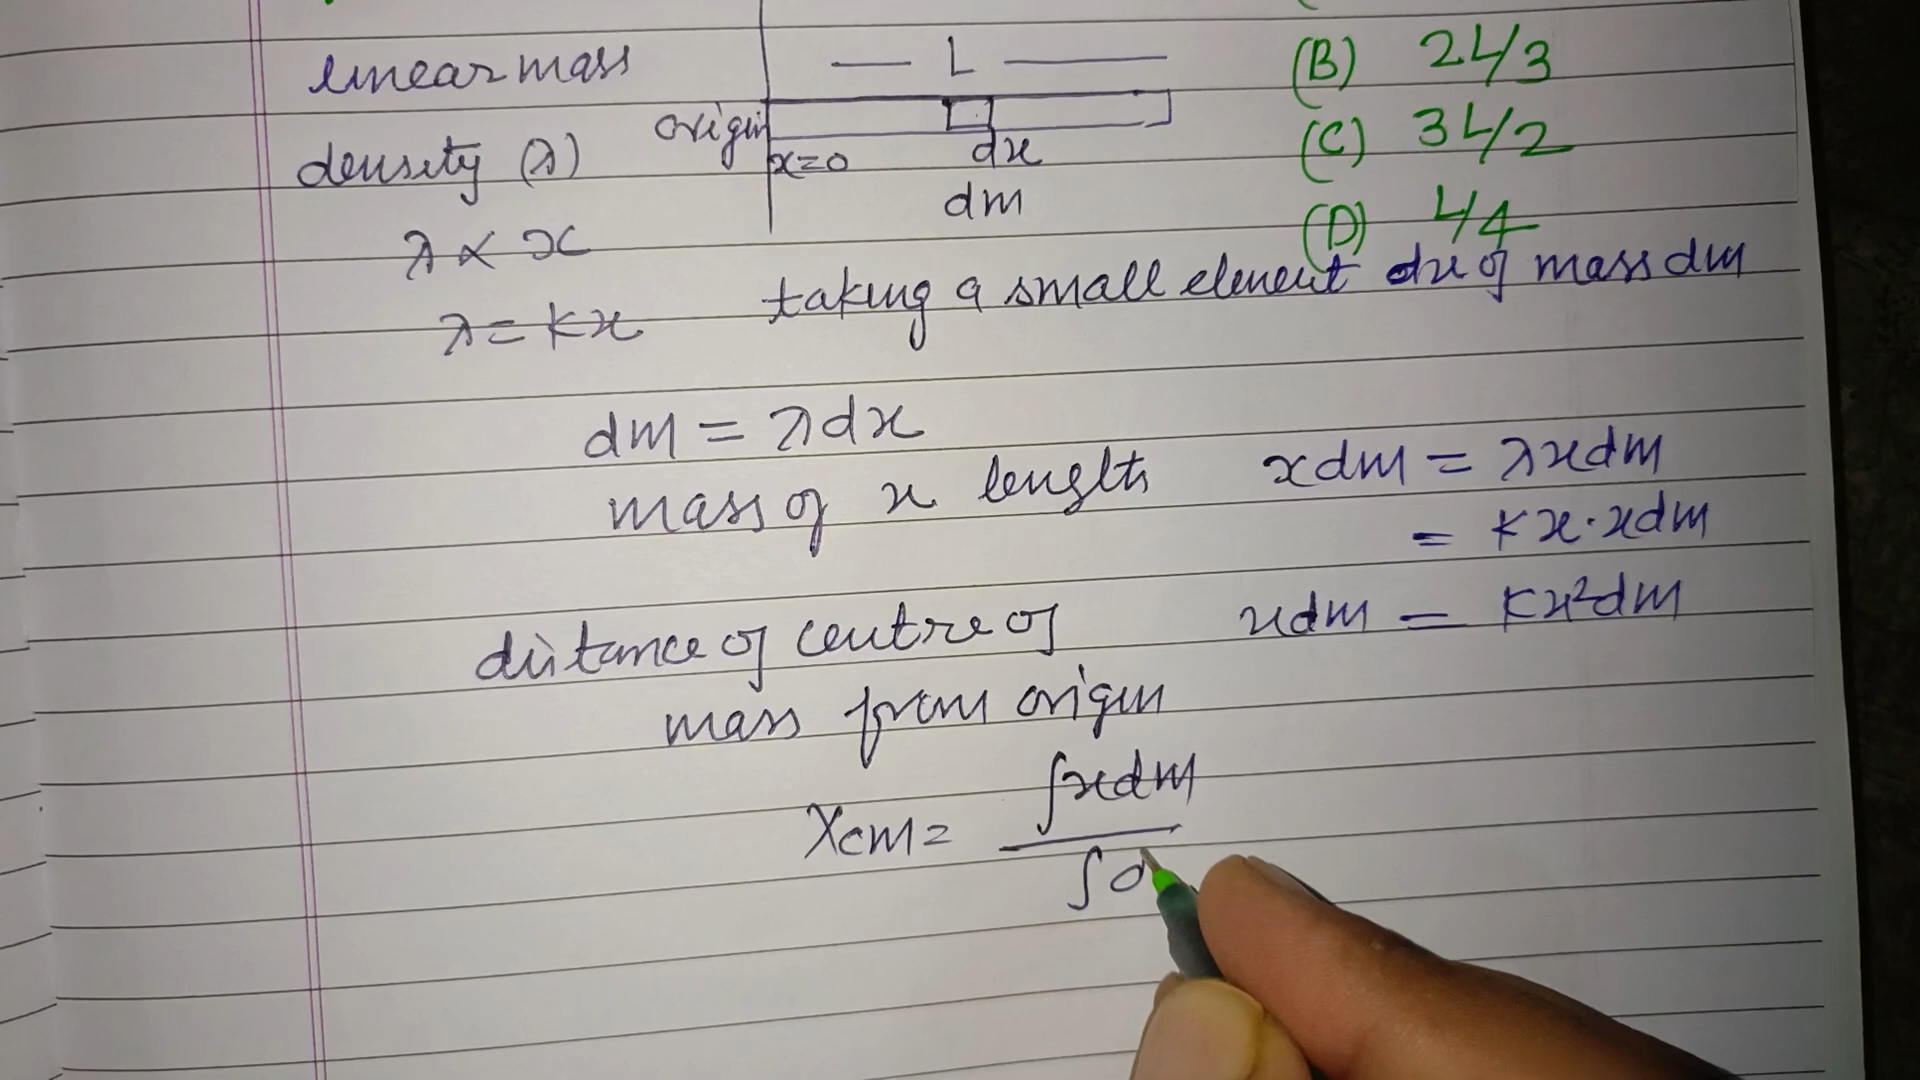 linear mass
density (λ)
λ ∝ x
λ = kx
L
origin
x=0
dx
dm
(B) 2L/3
(C) 3L/2
(D) L/4
taking a small element dx of mass dm
dm = λdx
mass of x length
xdm = λxdm
= kx·xdm
xdm = kx²dm
distance of centre of
mass from origin
Xcm = ∫xdm
∫d